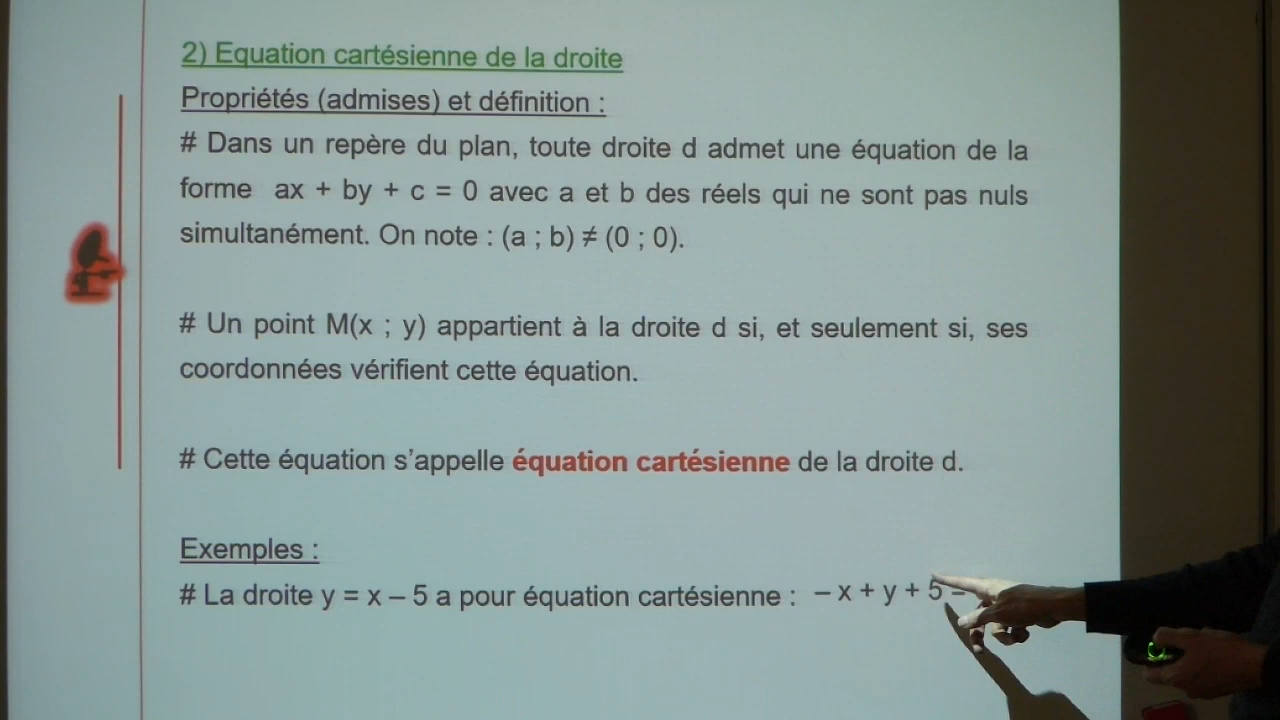 2) Equation cartésienne de la droite
Propriétés (admises) et définition :
# Dans un repère du plan, toute droite d admet une équation de la
forme ax + by + c = 0 avec a et b des réels qui ne sont pas nuls
simultanément. On note : (a ; b) ≠ (0 ; 0).
# Un point M(x ; y) appartient à la droite d si, et seulement si, ses
coordonnées vérifient cette équation.
# Cette équation s’appelle équation cartésienne de la droite d.
Exemples :
# La droite y = x – 5 a pour équation cartésienne : – x + y + 5 =